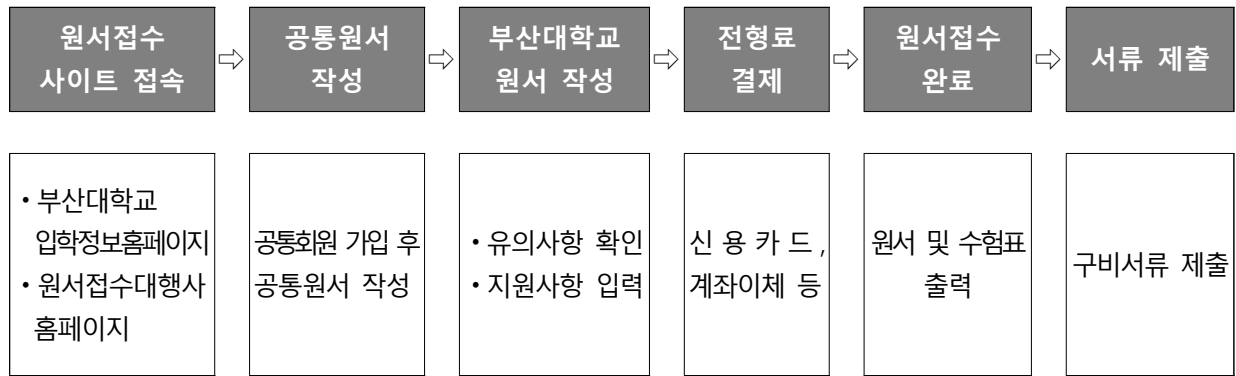 원서접수
사이트 접속
⇨
공통원서
작성
⇨
부산대학교
원서 작성
⇨
전형료
결제
⇨
원서접수
완료
⇨
서류 제출
• 부산대학교
입학정보홈페이지
• 원서접수대행사
홈페이지
공통회원 가입 후
공통원서 작성
• 유의사항 확인
• 지원사항 입력
신 용 카 드 ,
계좌이체 등
원서 및 수험표
출력
구비서류 제출